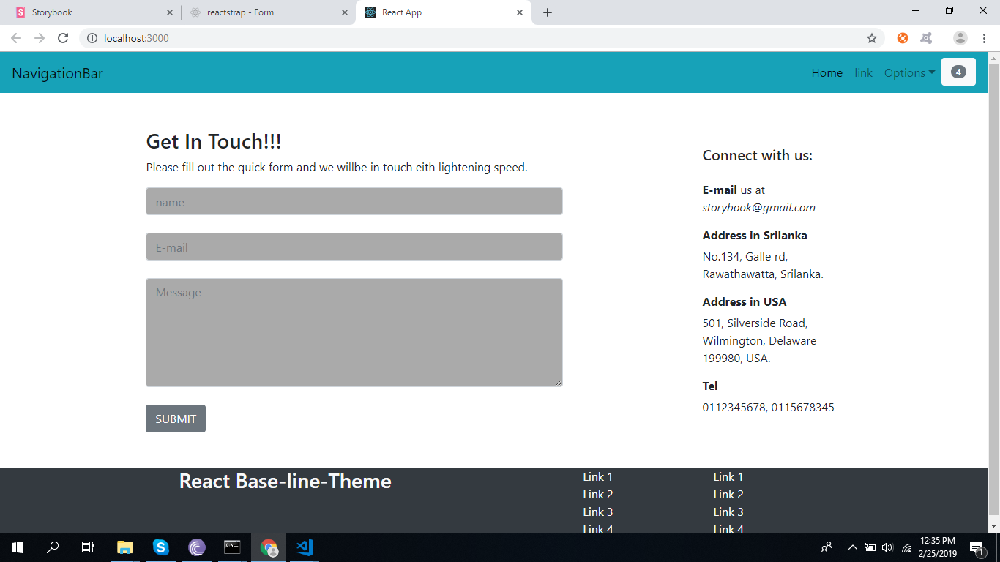 Storybook
reactstrap - Form
React App
localhost:3000
NavigationBar
Home
link
Options
4
Get In Touch!!!
Please fill out the quick form and we willbe in touch eith lightening speed.
name
E-mail
Message
SUBMIT
Connect with us:
E-mail us at
storybook@gmail.com
Address in Srilanka
No.134, Galle rd,
Rawathawatta, Srilanka.
Address in USA
501, Silverside Road,
Wilmington, Delaware
199980, USA.
Tel
0112345678, 0115678345
React Base-line-Theme
Link 1
Link 2
Link 3
Link 4
Link 1
Link 2
Link 3
Link 4
12:35 PM
2/25/2019
1